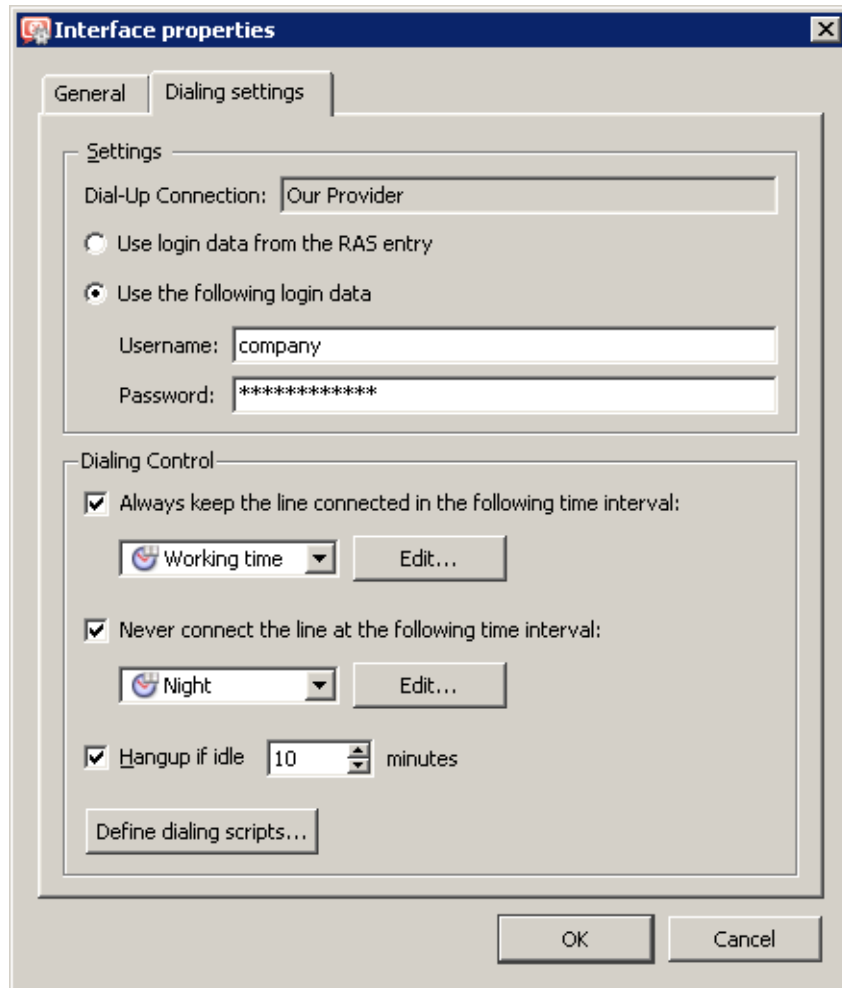 Interface properties
General Dialing settings
Settings
Dial-Up Connection: Our Provider
Use login data from the RAS entry
Use the following login data
Username: company
Password: ************
Dialing Control
Always keep the line connected in the following time interval:
Working time Edit...
Never connect the line at the following time interval:
Night Edit...
Hangup if idle 10 minutes
Define dialing scripts...
OK Cancel